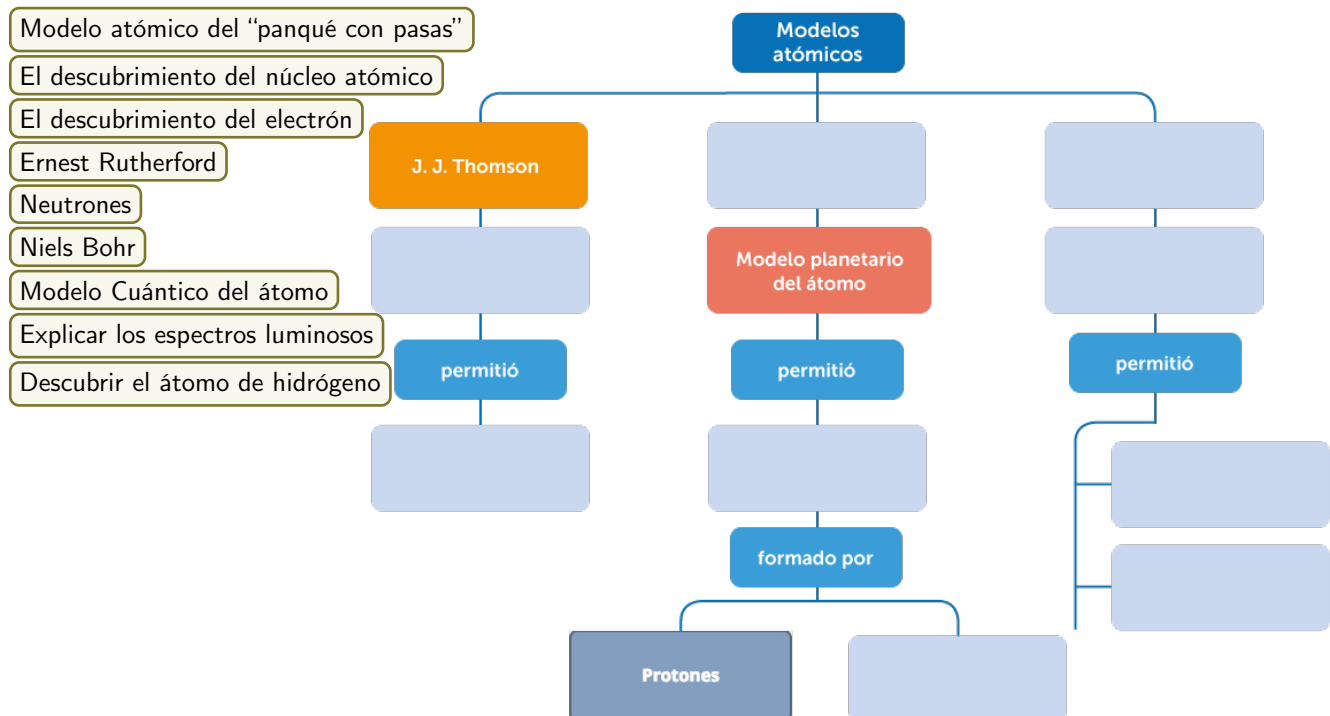 Modelo atómico del “panqué con pasas”
El descubrimiento del núcleo atómico
El descubrimiento del electrón
Ernest Rutherford
Neutrones
Niels Bohr
Modelo Cuántico del átomo
Explicar los espectros luminosos
Descubrir el átomo de hidrógeno
Modelos
atómicos
J. J. Thomson
Modelo planetario
del átomo
permitió
permitió
permitió
formado por
Protones